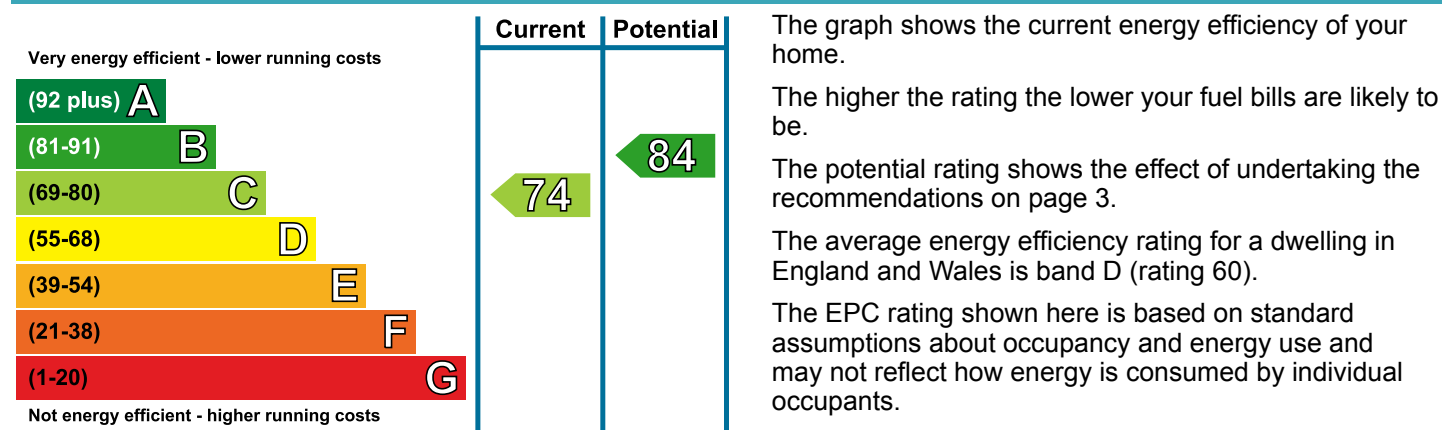 Current Potential
Very energy efficient - lower running costs
(92 plus) A
(81-91) B
(69-80) C
(55-68) D
(39-54) E
(21-38) F
(1-20) G
Not energy efficient - higher running costs
74
84
The graph shows the current energy efficiency of your
home.
The higher the rating the lower your fuel bills are likely to
be.
The potential rating shows the effect of undertaking the
recommendations on page 3.
The average energy efficiency rating for a dwelling in
England and Wales is band D (rating 60).
The EPC rating shown here is based on standard
assumptions about occupancy and energy use and
may not reflect how energy is consumed by individual
occupants.